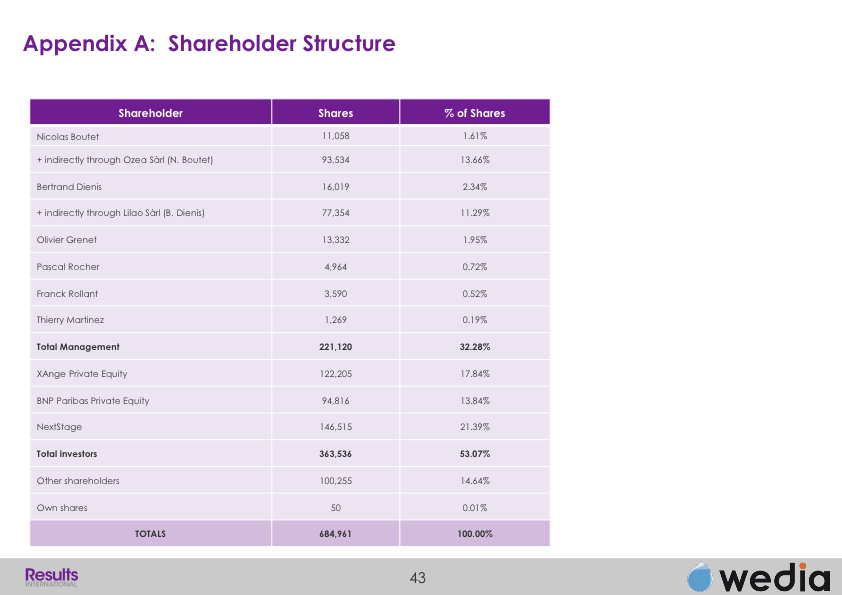 Appendix A: Shareholder Structure
Shareholder Shares % of Shares
Nicolas Boutet 11,058 1.61%
+ indirectly through Ozea Sàrl (N. Boutet) 93,534 13.66%
Bertrand Dienis 16,019 2.34%
+ indirectly through Lilao Sàrl (B. Dienis) 77,354 11.29%
Olivier Grenet 13,332 1.95%
Pascal Rocher 4,964 0.72%
Franck Rollant 3,590 0.52%
Thierry Martinez 1,269 0.19%
Total Management 221,120 32.28%
XAnge Private Equity 122,205 17.84%
BNP Paribas Private Equity 94,816 13.84%
NextStage 146,515 21.39%
Total investors 363,536 53.07%
Other shareholders 100,255 14.64%
Own shares 50 0.01%
TOTALS 684,961 100.00%
Results
INTERNATIONAL
43
wedia